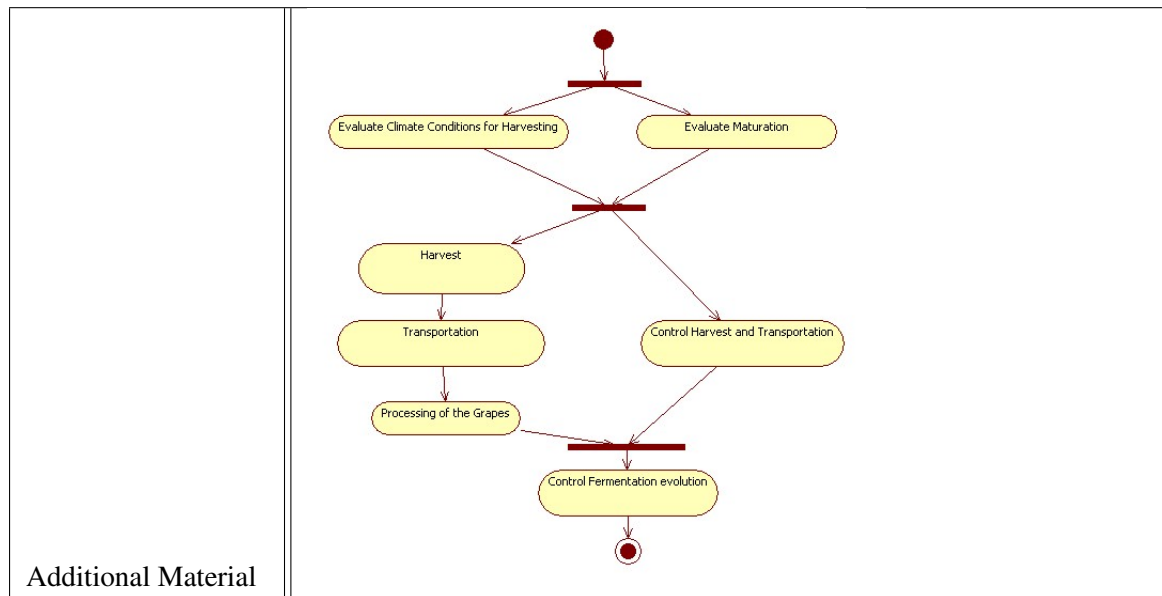 Evaluate Climate Conditions for Harvesting
Evaluate Maturation
Harvest
Transportation
Control Harvest and Transportation
Processing of the Grapes
Control Fermentation evolution
Additional Material